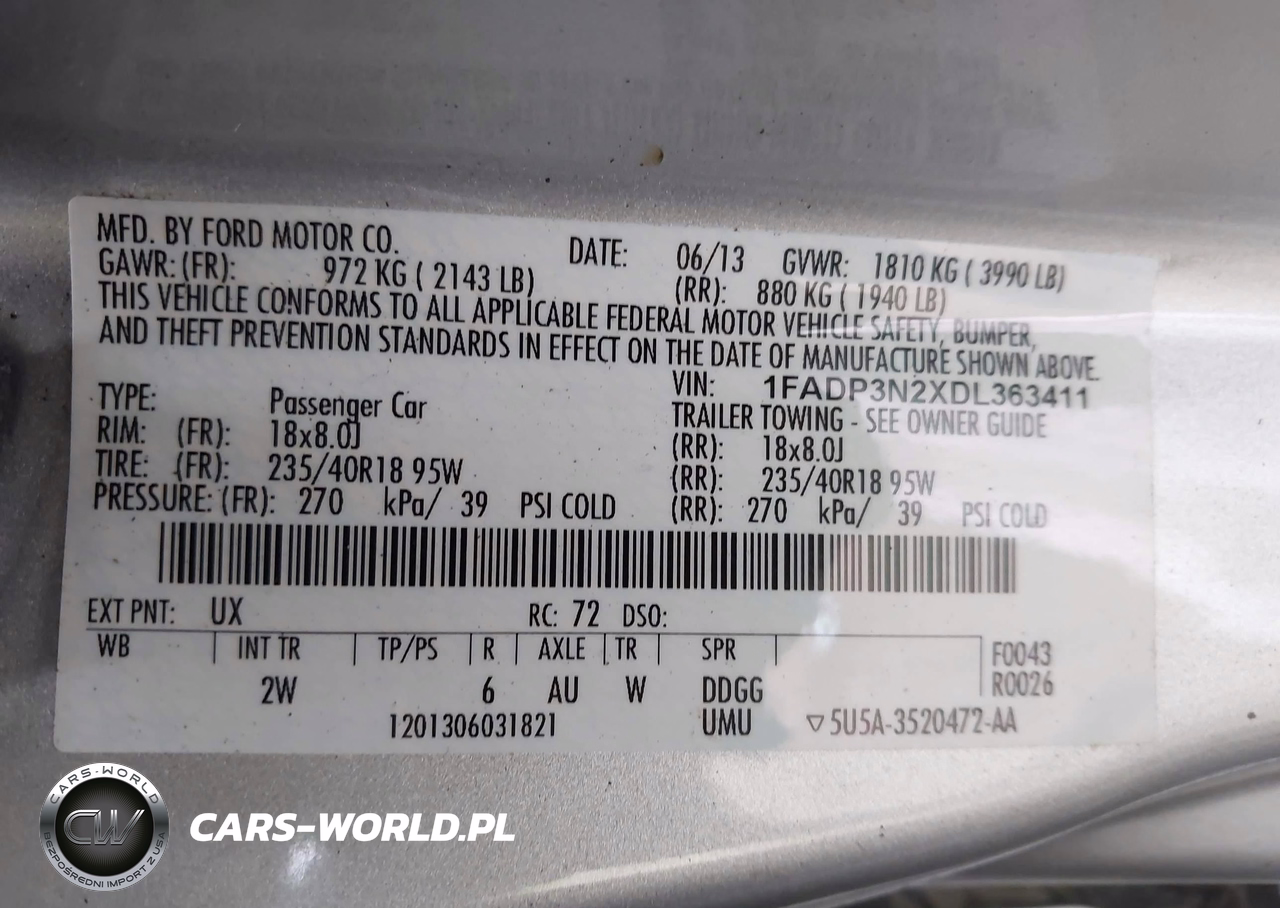 MFD. BY FORD MOTOR CO. DATE: 06/13 GVWR: 1810 KG ( 3990 LB)
GAWR: (FR): 972 KG ( 2143 LB) (RR): 880 KG ( 1940 LB)
THIS VEHICLE CONFORMS TO ALL APPLICABLE FEDERAL MOTOR VEHICLE SAFETY, BUMPER,
AND THEFT PREVENTION STANDARDS IN EFFECT ON THE DATE OF MANUFACTURE SHOWN ABOVE.
VIN: 1FADP3N2XDL363411
TYPE: Passenger Car TRAILER TOWING - SEE OWNER GUIDE
RIM: (FR): 18x8.0J (RR): 18x8.0J
TIRE: (FR): 235/40R18 95W (RR): 235/40R18 95W
PRESSURE: (FR): 270 kPa/ 39 PSI COLD (RR): 270 kPa/ 39 PSI COLD
EXT PNT: UX RC: 72 DSO:
WB INT TR TP/PS R AXLE TR SPR F0043
2W 6 AU W DDGG R0026
1201306031821 UMU ▽5U5A-3520472-AA
CARS-WORLD
CW
BEZPOŚREDNI IMPORT Z USA
CARS-WORLD.PL